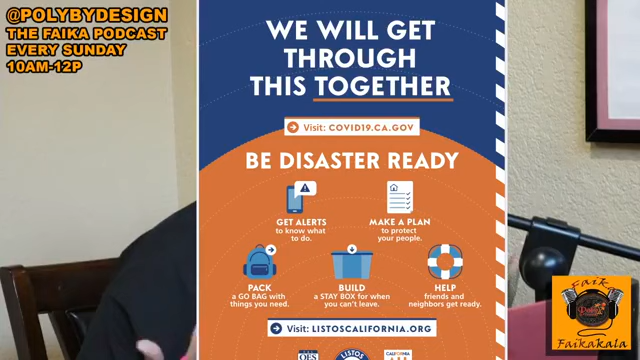 @POLYBYDESIGN
THE FAIKA PODCAST
EVERY SUNDAY
10AM-12P
WE WILL GET
THROUGH
THIS TOGETHER
Visit: COVID19.CA.GOV
BE DISASTER READY
GET ALERTS
to know what
to do.
MAKE A PLAN
to protect
your people.
PACK
a GO BAG with
things you need.
BUILD
a STAY BOX for when
you can't leave.
HELP
friends and
neighbors get ready.
Visit: LISTOSCALIFORNIA.ORG
LISTOS
CALIFORNIA
Faik
Faikakala